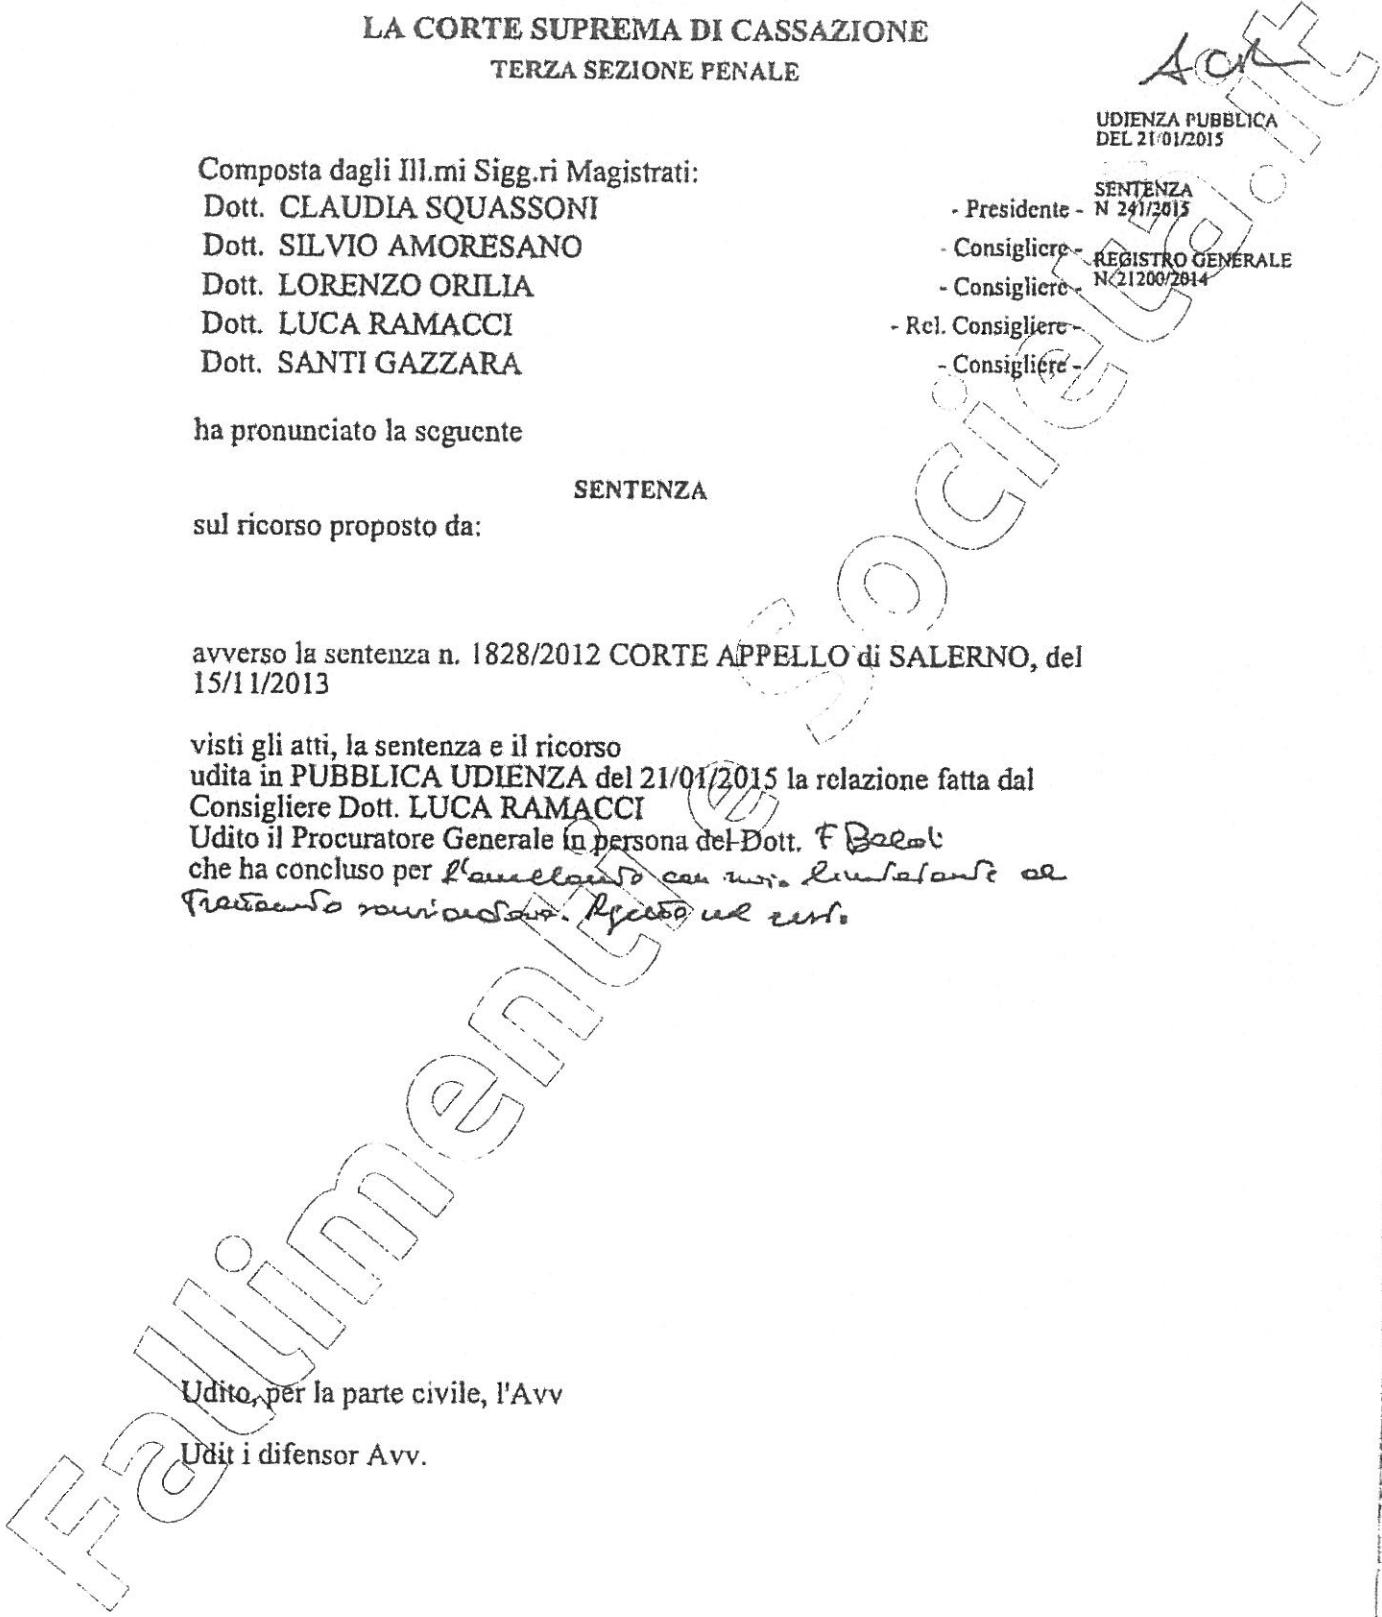 LA CORTE SUPREMA DI CASSAZIONE
TERZA SEZIONE PENALE
UDIENZA PUBBLICA
DEL 21/01/2015
Composta dagli Ill.mi Sigg.ri Magistrati:
Dott. CLAUDIA SQUASSONI - Presidente -
SENTENZA
N 241/2015
Dott. SILVIO AMORESANO - Consigliere -
REGISTRO GENERALE
N. 21200/2014
Dott. LORENZO ORILIA - Consigliere -
Dott. LUCA RAMACCI - Rel. Consigliere -
Dott. SANTI GAZZARA - Consigliere -
ha pronunciato la seguente
SENTENZA
sul ricorso proposto da:
avverso la sentenza n. 1828/2012 CORTE APPELLO di SALERNO, del
15/11/2013
visti gli atti, la sentenza e il ricorso
udita in PUBBLICA UDIENZA del 21/01/2015 la relazione fatta dal
Consigliere Dott. LUCA RAMACCI
Udito il Procuratore Generale in persona del Dott. F
che ha concluso per l'annullamento con rinvio limitatamente al
trattamento sanzionatorio. Rigetto nel resto
Udito, per la parte civile, l'Avv
Udit i difensor Avv.
Fallimenti e Società.it